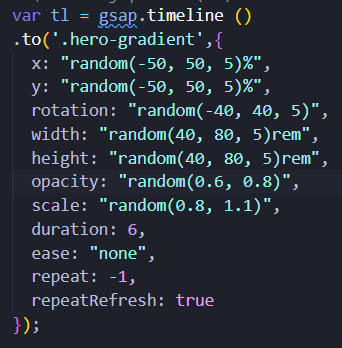 var tl = gsap.timeline ()
.to('.hero-gradient',{
x: "random(-50, 50, 5)%",
y: "random(-50, 50, 5)%",
rotation: "random(-40, 40, 5)",
width: "random(40, 80, 5)rem",
height: "random(40, 80, 5)rem",
opacity: "random(0.6, 0.8)",
scale: "random(0.8, 1.1)",
duration: 6,
ease: "none",
repeat: -1,
repeatRefresh: true
});